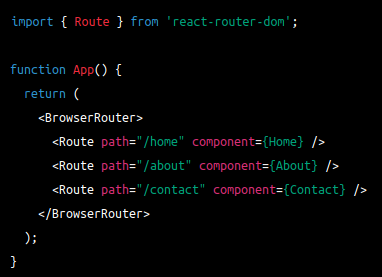 import { Route } from 'react-router-dom';

function App() {
  return (
    <BrowserRouter>
      <Route path="/home" component={Home} />
      <Route path="/about" component={About} />
      <Route path="/contact" component={Contact} />
    </BrowserRouter>
  );
}